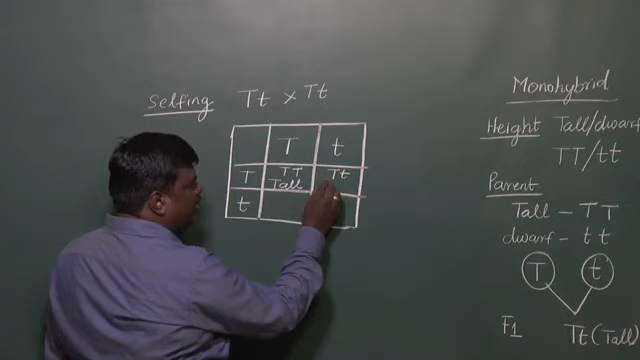 Selfing Tt × Tt
T t
T TT Tt
Tall
t
Monohybrid
Height Tall/dwarf
TT/tt
Parent
Tall – TT
dwarf – tt
T t
F1 Tt (Tall)